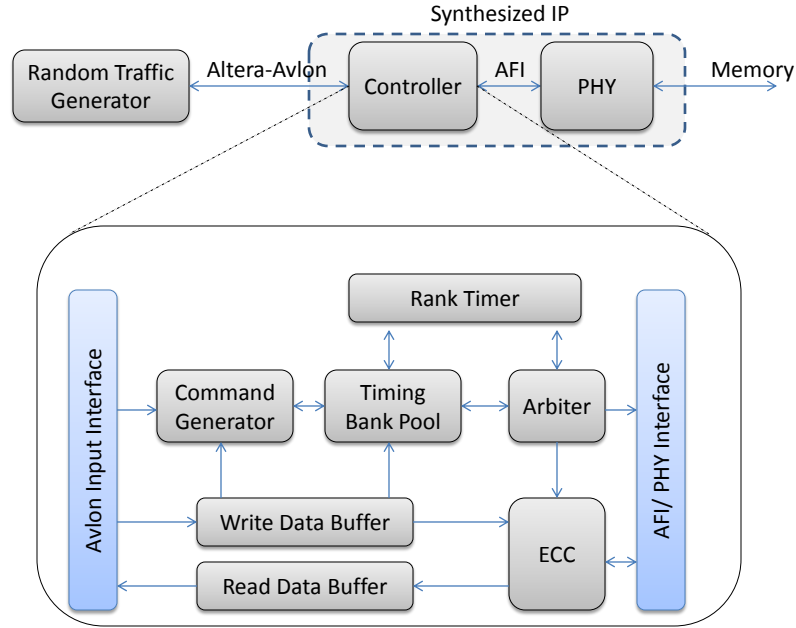 Synthesized IP
Random Traffic
Generator
Altera-Avlon
Controller
AFI
PHY
Memory
Rank Timer
Avlon Input Interface
Command
Generator
Timing
Bank Pool
Arbiter
AFI/ PHY Interface
Write Data Buffer
ECC
Read Data Buffer